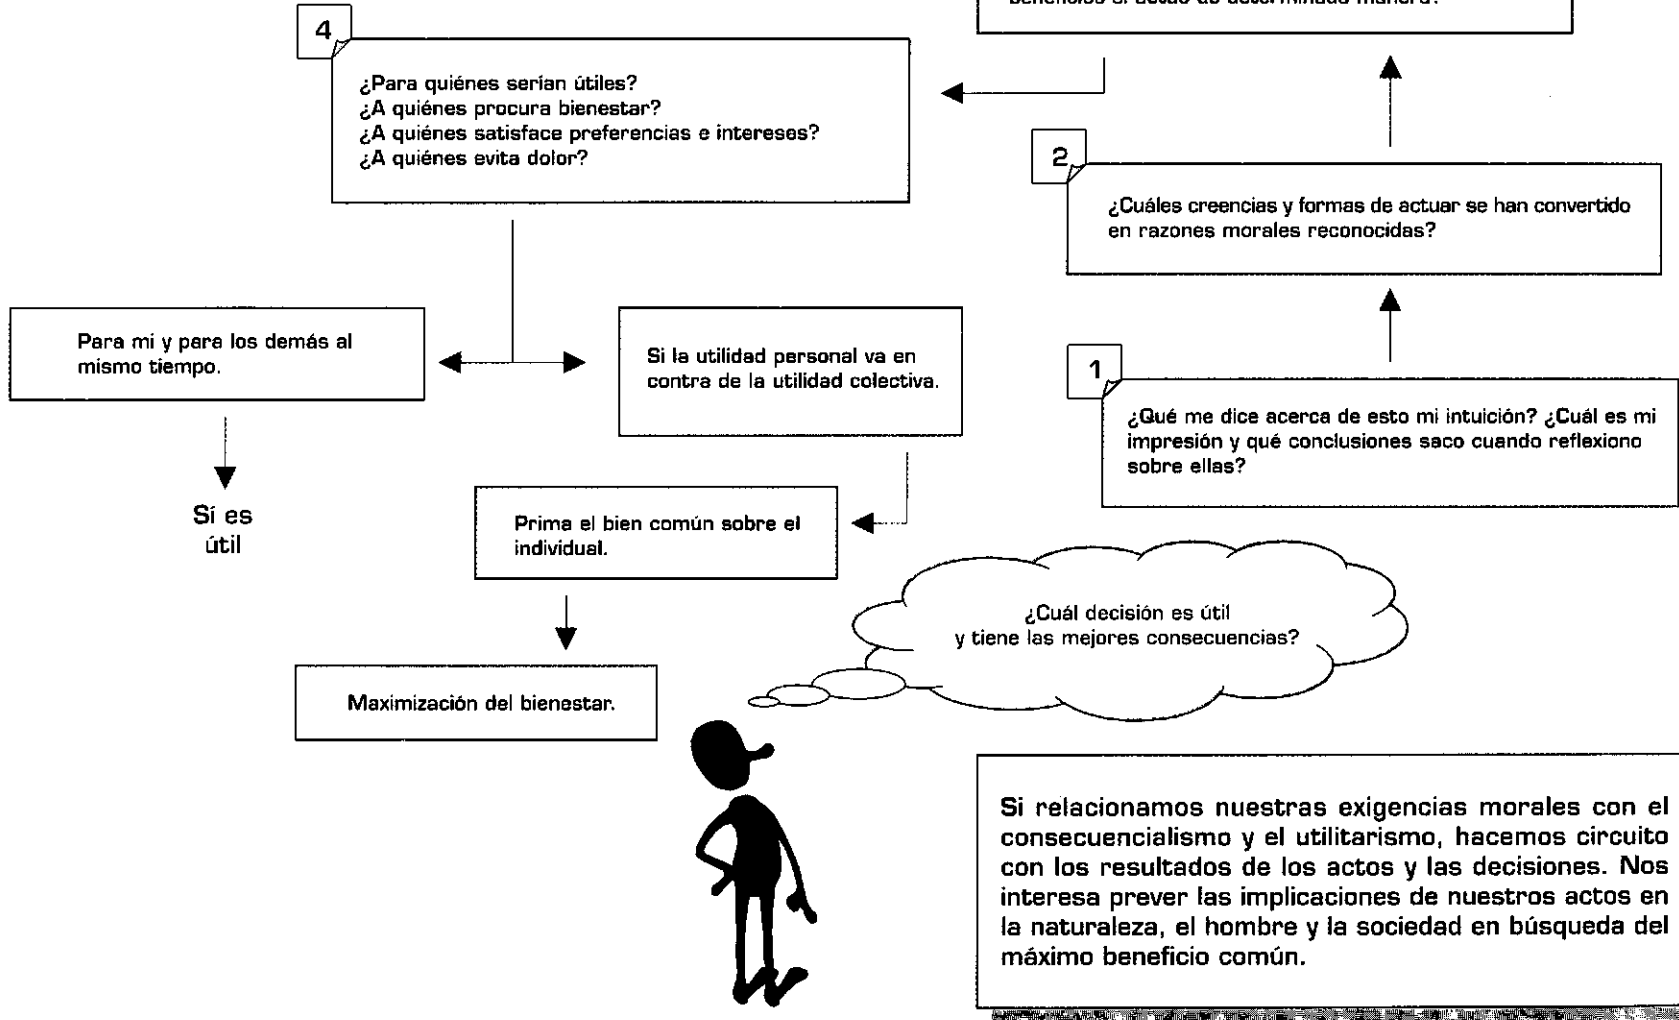 beneficios si actúo de determinada manera?
4
¿Para quiénes serían útiles?
¿A quiénes procura bienestar?
¿A quiénes satisface preferencias e intereses?
¿A quiénes evita dolor?
2
¿Cuáles creencias y formas de actuar se han convertido
en razones morales reconocidas?
Para mi y para los demás al
mismo tiempo.
Si la utilidad personal va en
contra de la utilidad colectiva.
1
¿Qué me dice acerca de esto mi intuición? ¿Cuál es mi
impresión y qué conclusiones saco cuando reflexiono
sobre ellas?
Sí es
útil
Prima el bien común sobre el
individual.
¿Cuál decisión es útil
y tiene las mejores consecuencias?
Maximización del bienestar.
Si relacionamos nuestras exigencias morales con el
consecuencialismo y el utilitarismo, hacemos circuito
con los resultados de los actos y las decisiones. Nos
interesa prever las implicaciones de nuestros actos en
la naturaleza, el hombre y la sociedad en búsqueda del
máximo beneficio común.